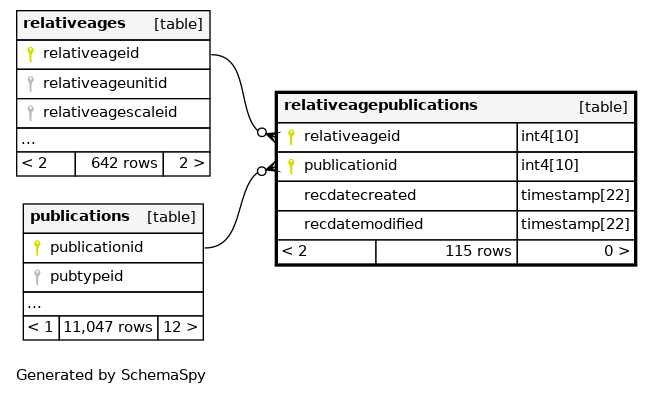 relativeages [table]
relativeageid
relativeageunitid
relativeagescaleid
...
< 2 642 rows 2 >
relativeagepublications [table]
relativeageid int4[10]
publicationid int4[10]
recdatecreated timestamp[22]
recdatemodified timestamp[22]
< 2 115 rows 0 >
publications [table]
publicationid
pubtypeid
...
< 1 11,047 rows 12 >
Generated by SchemaSpy